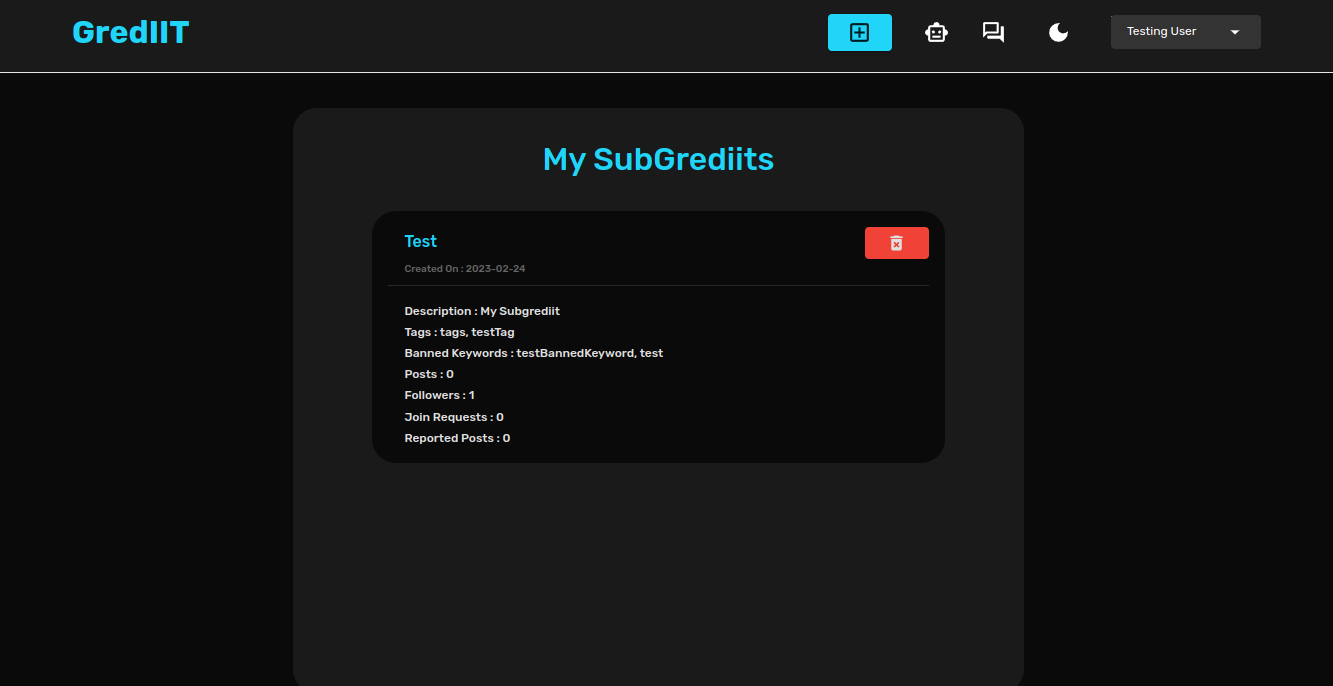 GredIIT
Testing User
My SubGrediits
Test
Created On : 2023-02-24
Description : My Subgrediit
Tags : tags, testTag
Banned Keywords : testBannedKeyword, test
Posts : 0
Followers : 1
Join Requests : 0
Reported Posts : 0